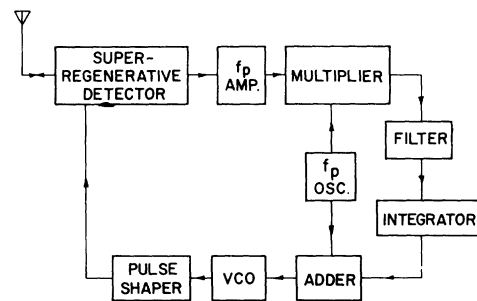 SUPER-
REGENERATIVE
DETECTOR
fp
AMP.
MULTIPLIER
FILTER
fp
OSC.
INTEGRATOR
PULSE
SHAPER
VCO
ADDER